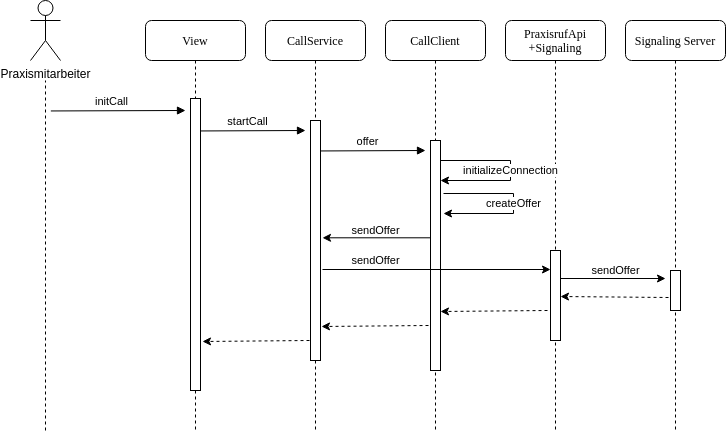 View
CallService
CallClient
PraxisrufApi
+Signaling
Signaling Server
Praxismitarbeiter
initCall
startCall
offer
initializeConnection
createOffer
sendOffer
sendOffer
sendOffer